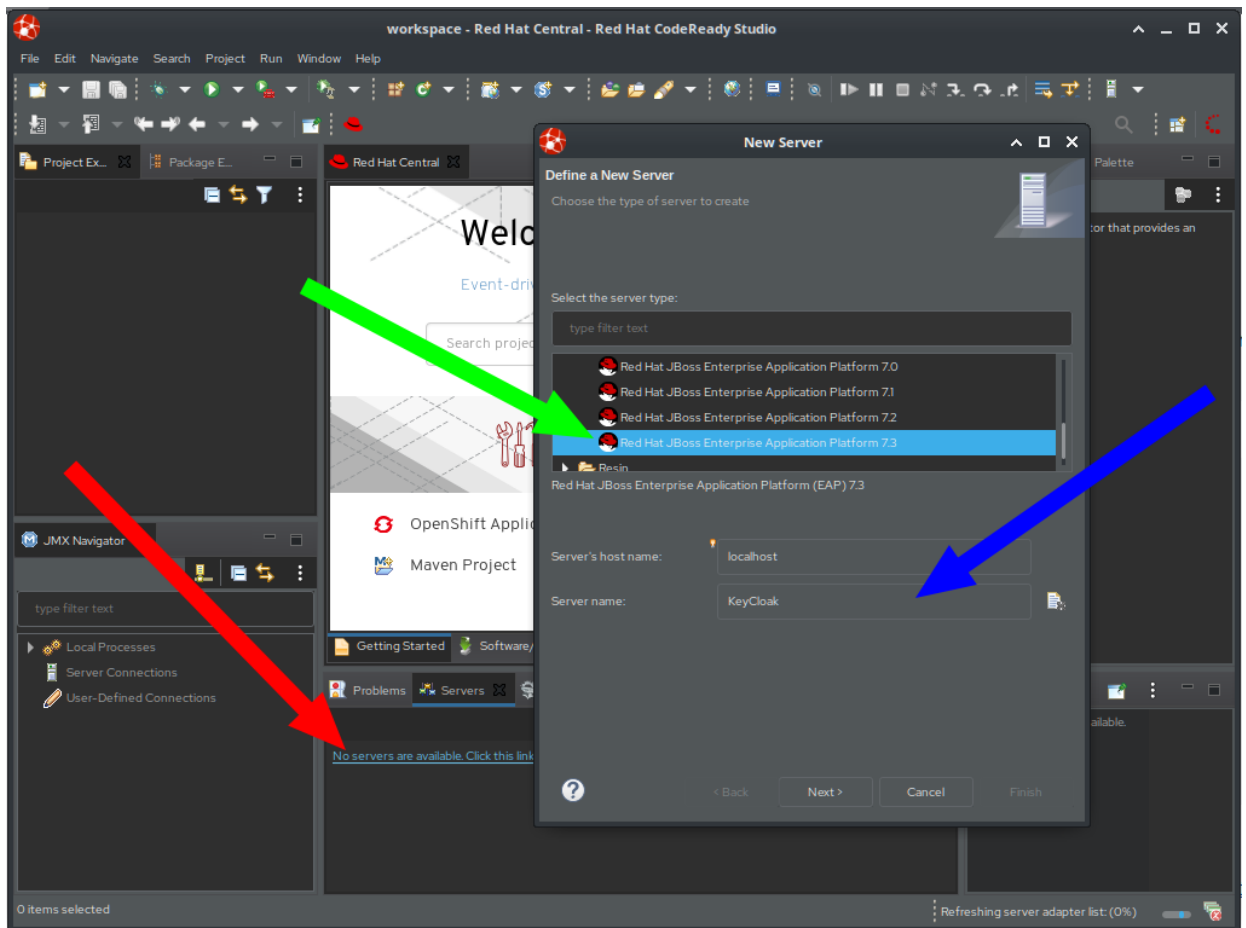 workspace - Red Hat Central - Red Hat CodeReady Studio
File Edit Navigate Search Project Run Window Help
Project Ex...
Package E...
Red Hat Central
Palette
New Server
Define a New Server
Choose the type of server to create
Welc
tor that provides an
Event-driv
Select the server type:
type filter text
Search projec
Red Hat JBoss Enterprise Application Platform 7.0
Red Hat JBoss Enterprise Application Platform 7.1
Red Hat JBoss Enterprise Application Platform 7.2
Red Hat JBoss Enterprise Application Platform 7.3
Resin
Red Hat JBoss Enterprise Application Platform (EAP) 7.3
OpenShift Applic
Maven Project
Server's host name:
localhost
Server name:
KeyCloak
JMX Navigator
type filter text
Local Processes
Server Connections
User-Defined Connections
Getting Started
Software/
Problems
Servers
No servers are available. Click this link
ailable.
< Back
Next >
Cancel
Finish
0 items selected
Refreshing server adapter list: (0%)